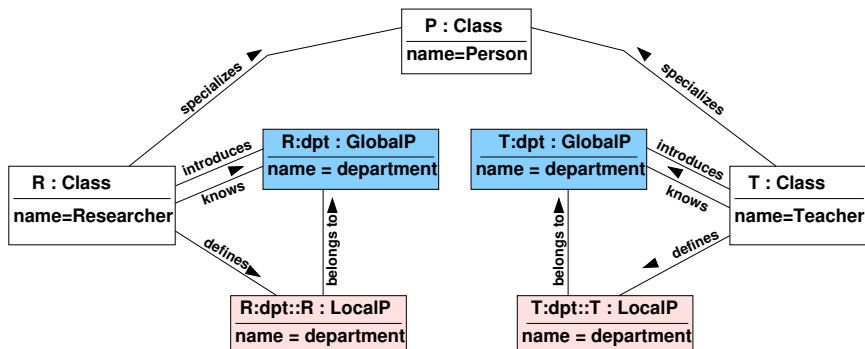 P : Class
name=Person
specializes
specializes
R:dpt : GlobalP
name = department
T:dpt : GlobalP
name = department
introduces
introduces
R : Class
name=Researcher
knows
knows
T : Class
name=Teacher
defines
belongs to
belongs to
defines
R:dpt::R : LocalP
name = department
T:dpt::T : LocalP
name = department